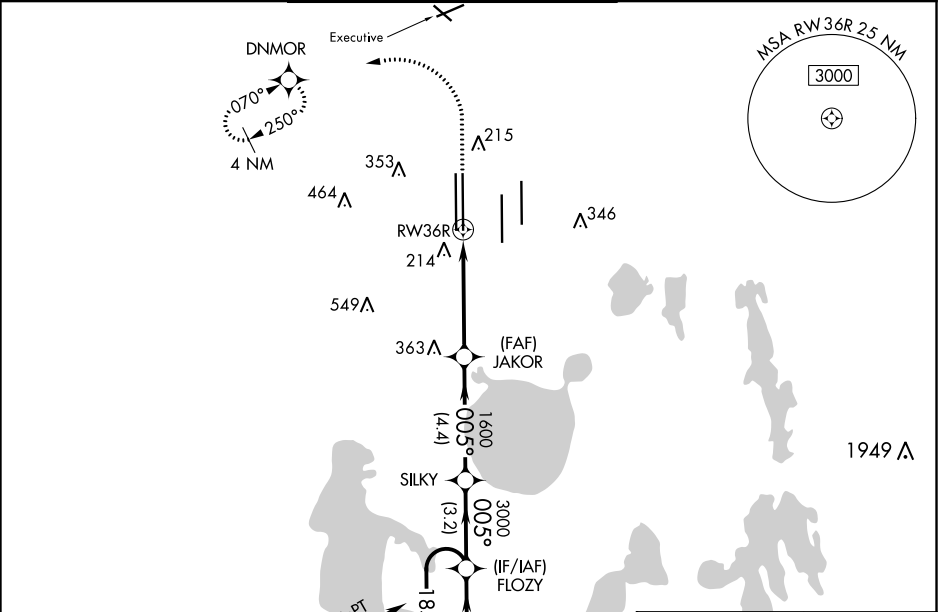 Executive
MSA RW36R 25 NM
DNMOR
3000
070°
250°
4 NM
215
353
464
346
RW36R
214
549
363
(FAF)
JAKOR
1600
005°
(4.4)
1949
SILKY
3000
005°
(3.2)
(IF/IAF)
FLOZY
18
PT